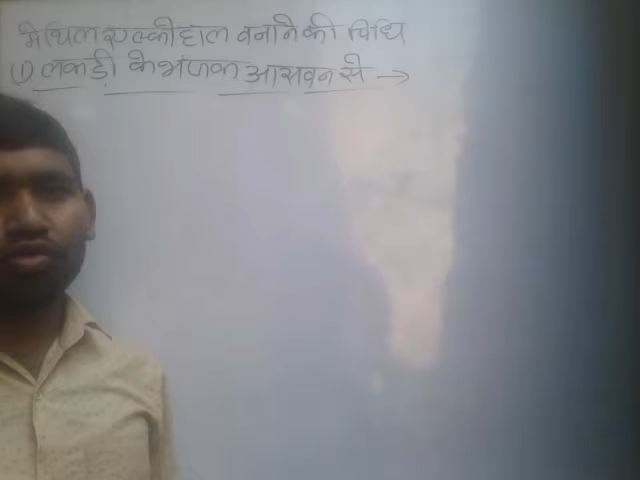 मेथिल एल्कोहाल बनाने की विधि
(1) लकड़ी के भंजक आसवन से →